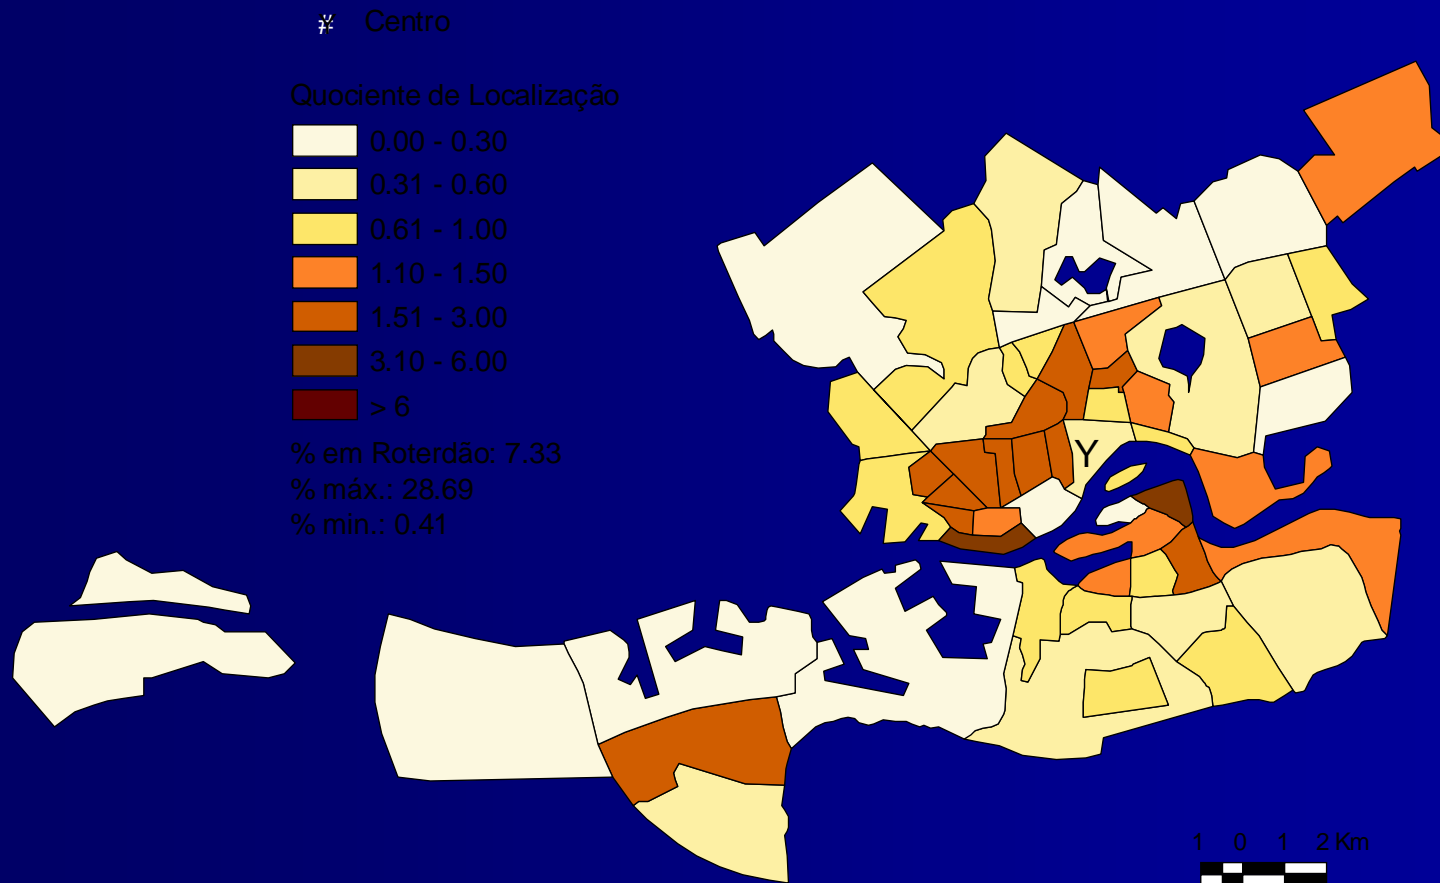 # Centro
Quociente de Localização
0.00 - 0.30
0.31 - 0.60
0.61 - 1.00
1.10 - 1.50
1.51 - 3.00
3.10 - 6.00
> 6
% em Roterdão: 7.33
% máx.: 28.69
% min.: 0.41
Y
1 0 1 2 Km